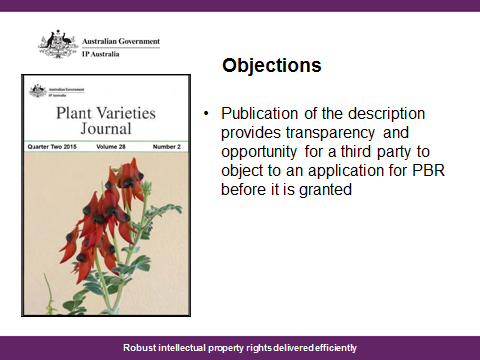 Australian Government
IP Australia
Objections
Australian Government
IP Australia
Plant Varieties
Journal
Quarter Two 2015 Volume 28 Number 2
• Publication of the description
provides transparency and
opportunity for a third party to
object to an application for PBR
before it is granted
Robust intellectual property rights delivered efficiently